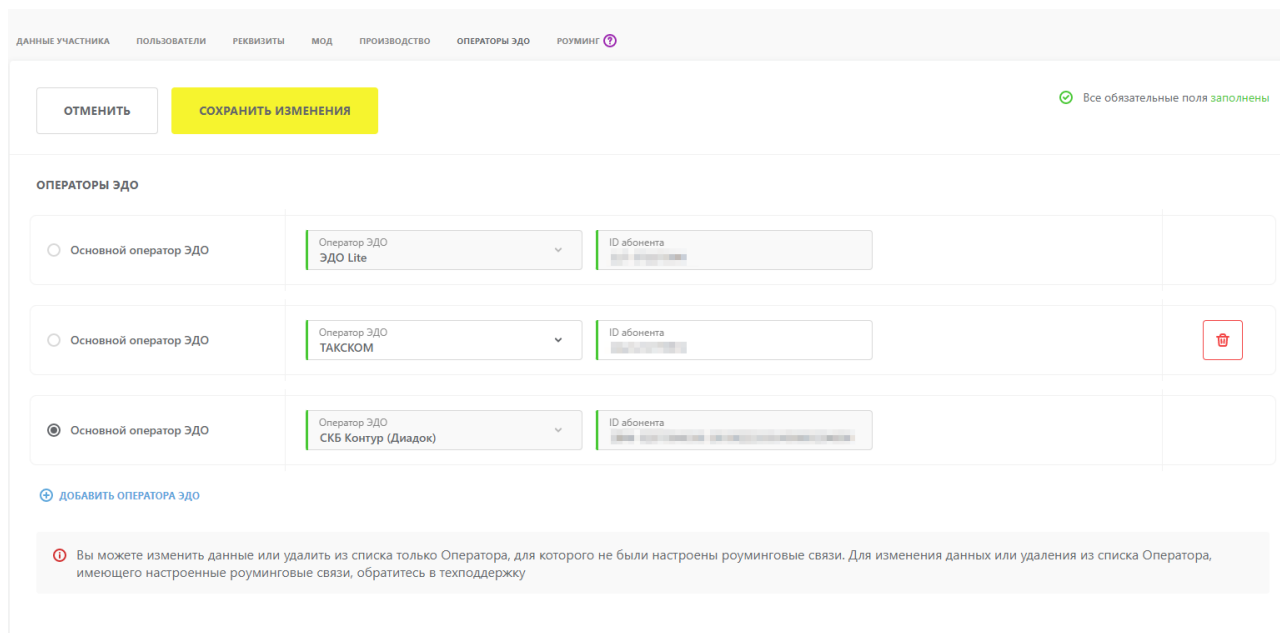 ДАННЫЕ УЧАСТНИКА ПОЛЬЗОВАТЕЛИ РЕКВИЗИТЫ МОД ПРОИЗВОДСТВО ОПЕРАТОРЫ ЭДО РОУМИНГ ?
ОТМЕНИТЬ СОХРАНИТЬ ИЗМЕНЕНИЯ Все обязательные поля заполнены
ОПЕРАТОРЫ ЭДО
Основной оператор ЭДО
Оператор ЭДО
ЭДО Lite
ID абонента
Основной оператор ЭДО
Оператор ЭДО
ТАКСКОМ
ID абонента
Основной оператор ЭДО
Оператор ЭДО
СКБ Контур (Диадок)
ID абонента
ДОБАВИТЬ ОПЕРАТОРА ЭДО
Вы можете изменить данные или удалить из списка только Оператора, для которого не были настроены роуминговые связи. Для изменения данных или удаления из списка Оператора,
имеющего настроенные роуминговые связи, обратитесь в техподдержку